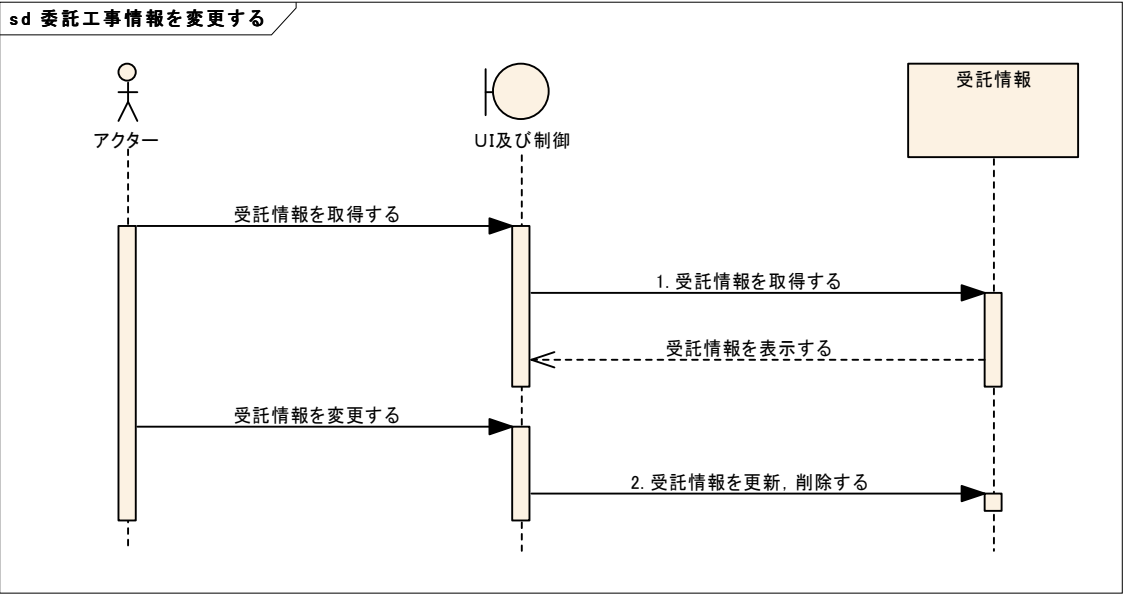 sd 委託工事情報を変更する
アクター
UI及び制御
受託情報
受託情報を取得する
1. 受託情報を取得する
受託情報を表示する
受託情報を変更する
2. 受託情報を更新, 削除する